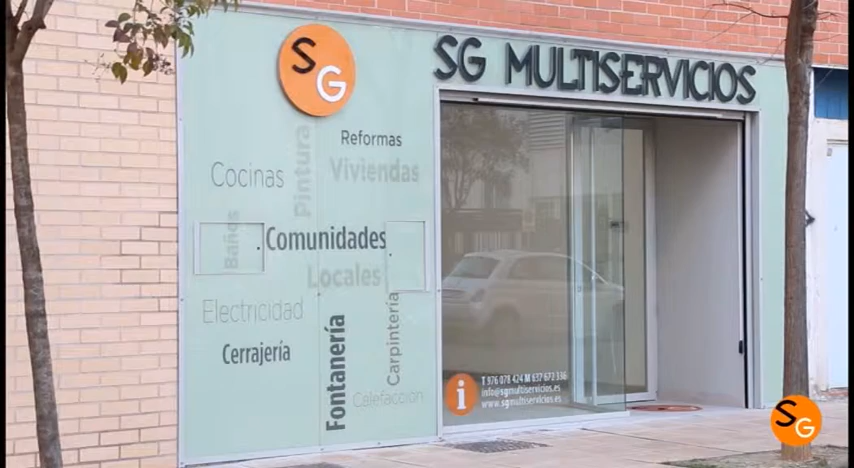 SG
SG MULTISERVICIOS
Reformas
Viviendas
Pintura
Cocinas
Baños
Comunidades
Locales
Electricidad
Cerrajería
Fontanería
Carpintería
Celefacción
i
T 976 078 424 M 637 673 336
info@sgmultiservicios.es
www.sgmultiservicios.es
SG